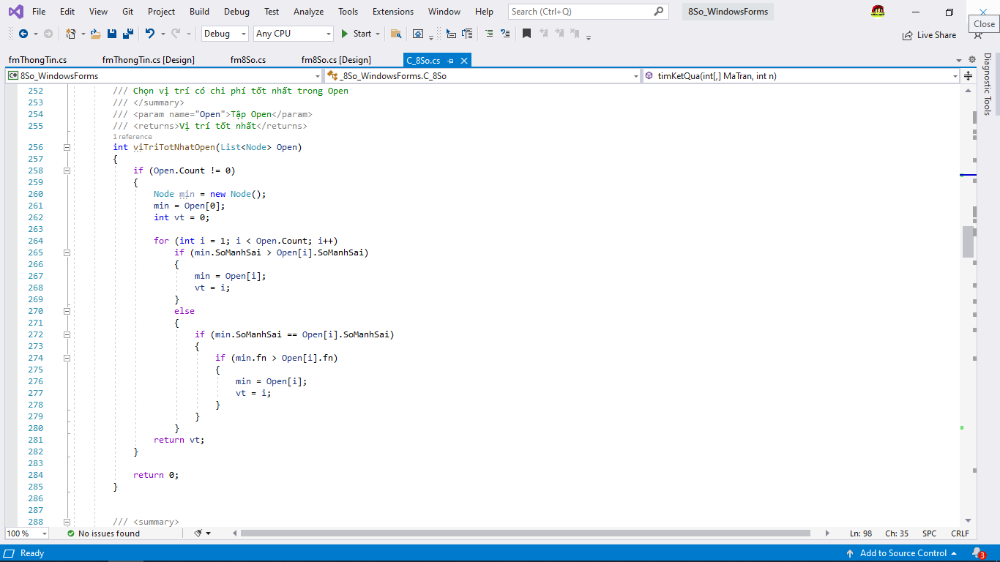 File Edit View Git Project Build Debug Test Analyze Tools Extensions Window Help Search (Ctrl+Q) 8So_WindowsForms
Close
Debug Any CPU Start Live Share
fmThongTin.cs fmThongTin.cs [Design] fm8So.cs fm8So.cs [Design] C_8So.cs
Diagnostic Tools
C# 8So_WindowsForms _8So_WindowsForms.C_8So timKetQua(int[,] MaTran, int n)
252 /// Chọn vị trí có chi phí tốt nhất trong Open
253 /// </summary>
254 /// <param name="Open">Tập Open</param>
255 /// <returns>Vị trí tốt nhất</returns>
1 reference
256 int viTriTotNhatOpen(List<Node> Open)
257 {
258 if (Open.Count != 0)
259 {
260 Node min = new Node();
261 min = Open[0];
262 int vt = 0;
263
264 for (int i = 1; i < Open.Count; i++)
265 if (min.SoManhSai > Open[i].SoManhSai)
266 {
267 min = Open[i];
268 vt = i;
269 }
270 else
271 {
272 if (min.SoManhSai == Open[i].SoManhSai)
273 {
274 if (min.fn > Open[i].fn)
275 {
276 min = Open[i];
277 vt = i;
278 }
279 }
280 }
281 return vt;
282 }
283
284 return 0;
285 }
286
287
288 /// <summary>
100 % No issues found Ln: 98 Ch: 35 SPC CRLF
Ready Add to Source Control 3